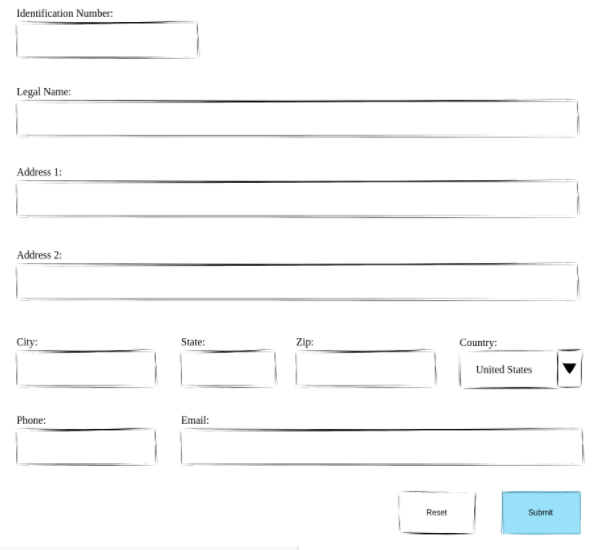 Identification Number:
Legal Name:
Address 1:
Address 2:
City: State: Zip: Country:
United States
Phone: Email:
Reset Submit